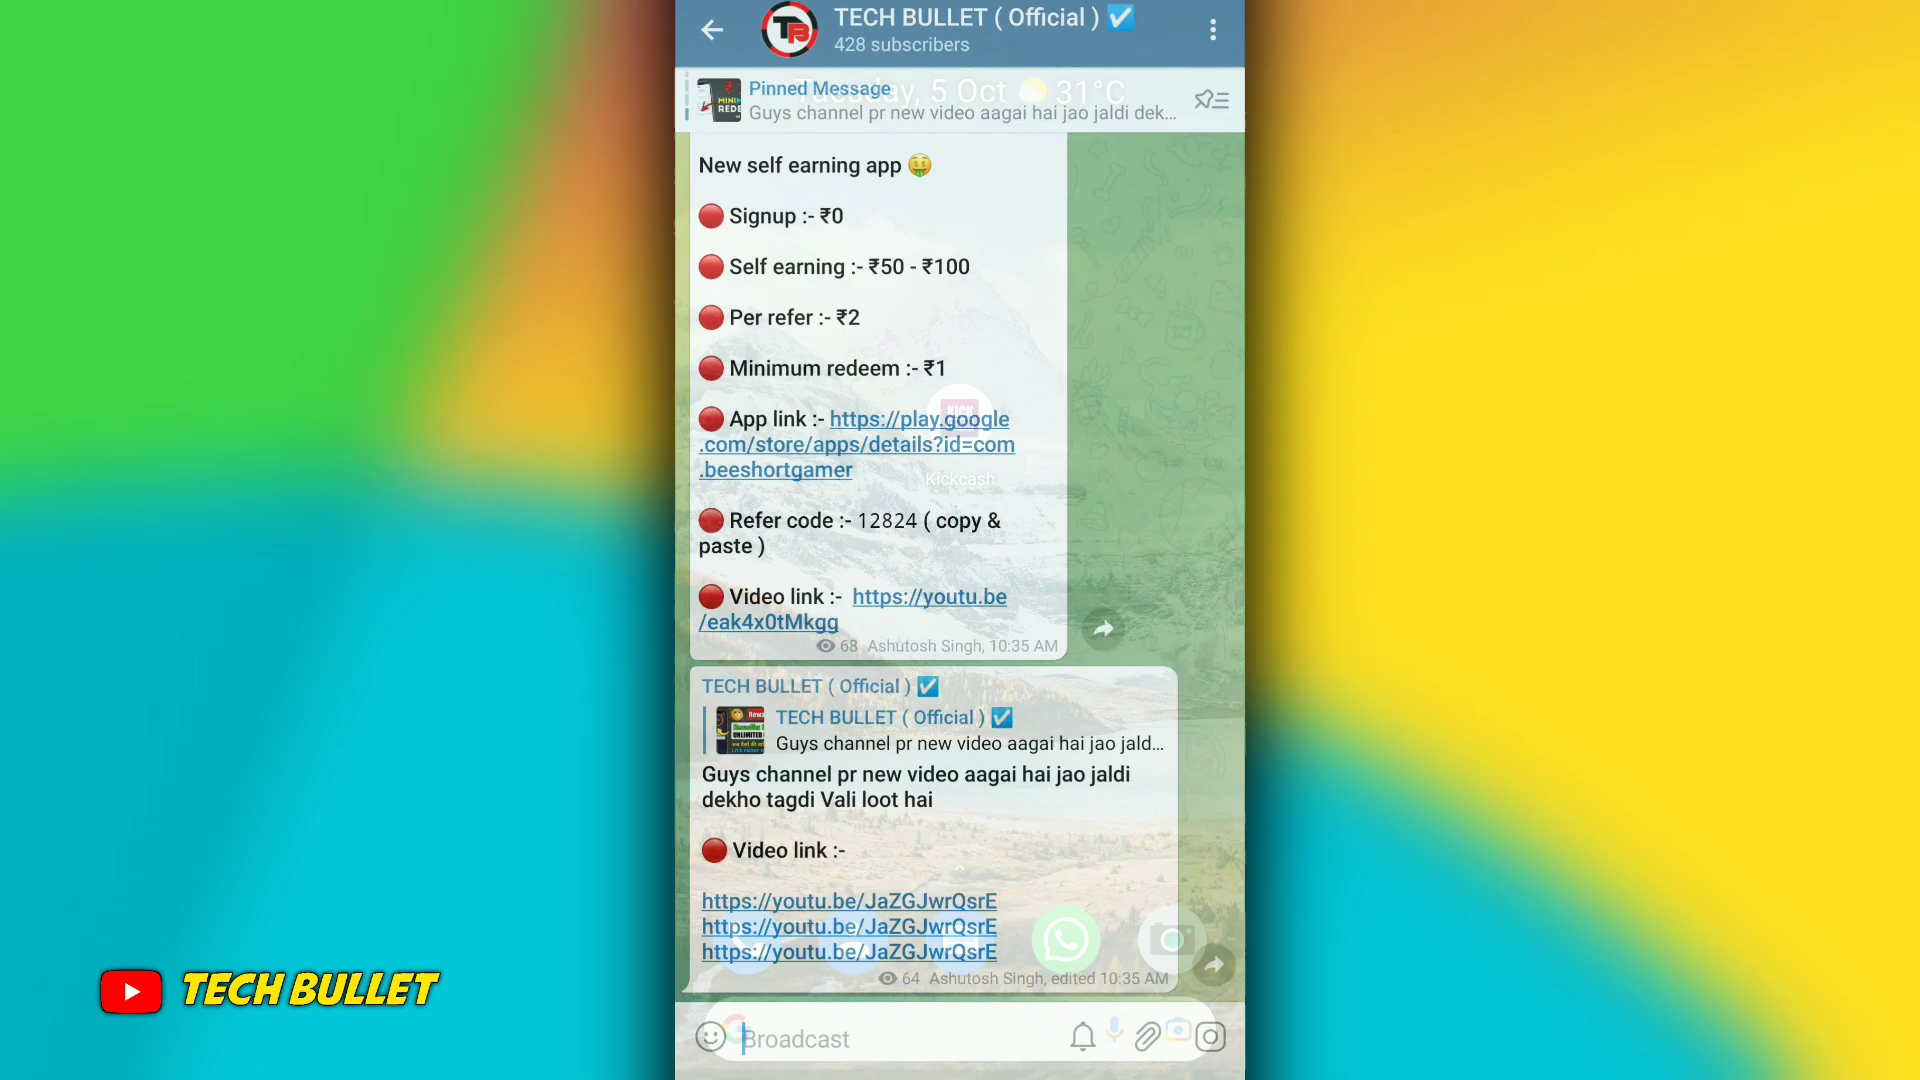 TECH BULLET ( Official ) ☑
428 subscribers
Tuesday, 5 Oct 31°C
Pinned Message
Guys channel pr new video aagai hai jao jaldi dek...
New self earning app 🤑
🔴 Signup :- ₹0
🔴 Self earning :- ₹50 - ₹100
🔴 Per refer :- ₹2
🔴 Minimum redeem :- ₹1
🔴 App link :- https://play.google
.com/store/apps/details?id=com
.beeshortgamer
KICK
Kickcash
🔴 Refer code :- 12824 ( copy &
paste )
🔴 Video link :- https://youtu.be
/eak4x0tMkgg
68 Ashutosh Singh, 10:35 AM
TECH BULLET ( Official ) ☑
TECH BULLET ( Official ) ☑
Guys channel pr new video aagai hai jao jald...
Guys channel pr new video aagai hai jao jaldi
dekho tagdi Vali loot hai
🔴 Video link :-
https://youtu.be/JaZGJwrQsrE
https://youtu.be/JaZGJwrQsrE
https://youtu.be/JaZGJwrQsrE
64 Ashutosh Singh, edited 10:35 AM
Broadcast
TECH BULLET